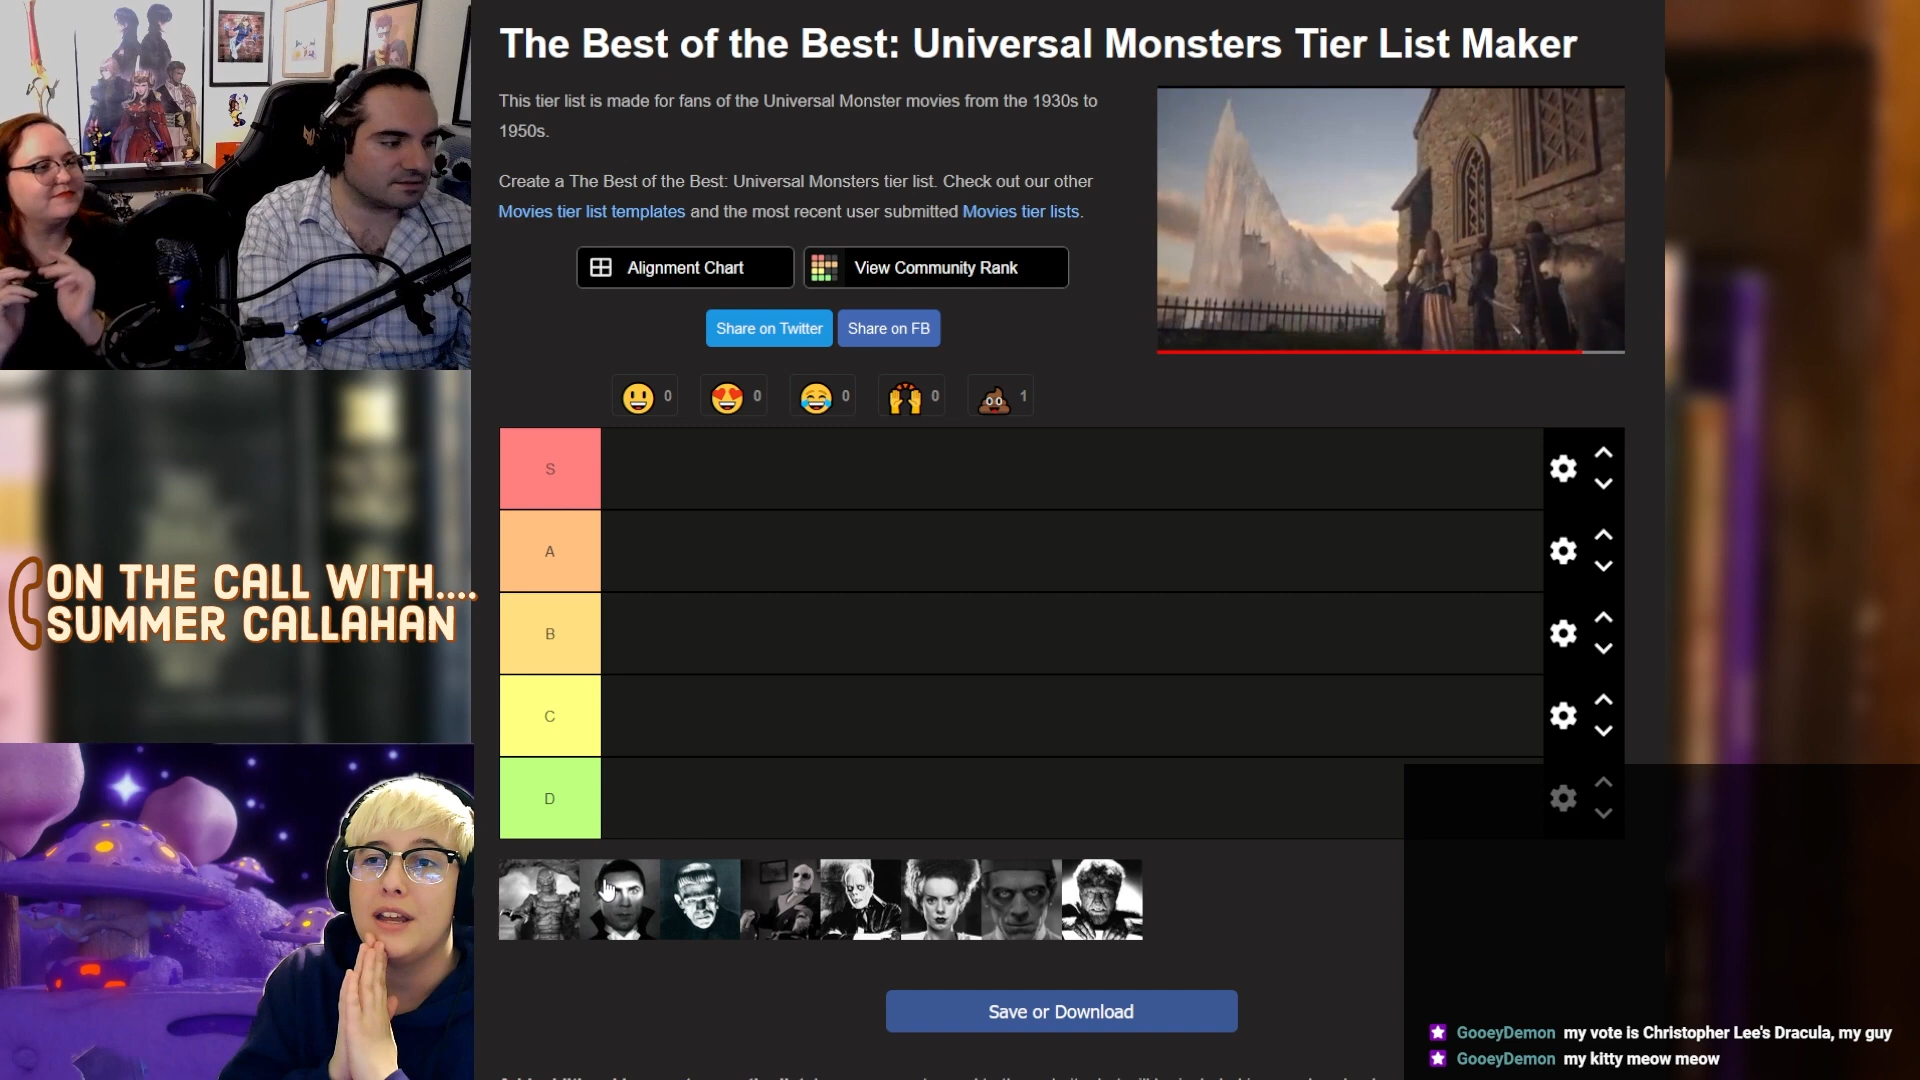 The Best of the Best: Universal Monsters Tier List Maker
This tier list is made for fans of the Universal Monster movies from the 1930s to
1950s.
Create a The Best of the Best: Universal Monsters tier list. Check out our other
Movies tier list templates and the most recent user submitted Movies tier lists.
Alignment Chart
View Community Rank
Share on Twitter
Share on FB
0
0
0
0
1
S
A
B
C
D
ON THE CALL WITH....
SUMMER CALLAHAN
Save or Download
GooeyDemon my vote is Christopher Lee's Dracula, my guy
GooeyDemon my kitty meow meow